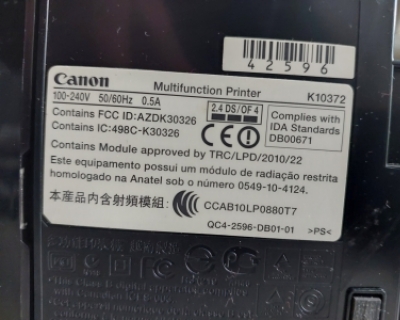 42596
Canon Multifunction Printer K10372
100-240V 50/60Hz 0.5A
Contains FCC ID:AZDK30326
Contains IC:498C-K30326
2.4 DS/OF 4
CE
Complies with
IDA Standards
DB00671
Contains Module approved by TRC/LPD/2010/22
Este equipamento possui um módulo de radiação restrita
homologado na Anatel sob o número 0549-10-4124.
本產品內含射頻模組: CCAB10LP0880T7
QC4-2596-DB01-01 >PS<